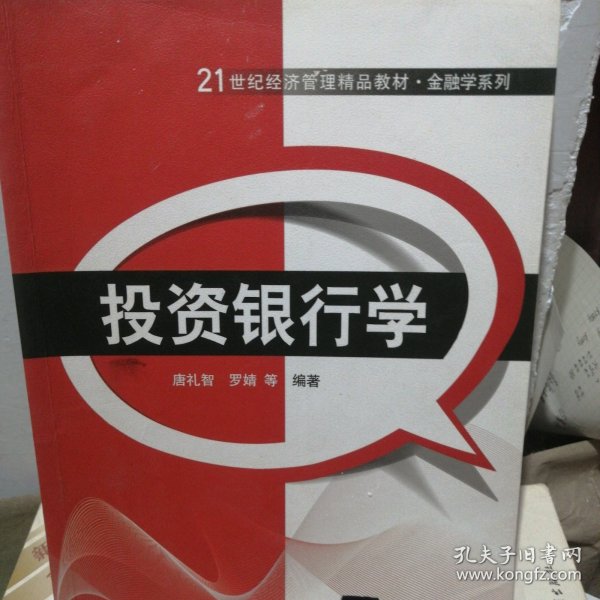 21世纪经济管理精品教材·金融学系列
投资银行学
唐礼智 罗婧 等 编著
孔夫子旧書网
www.kongfz.com